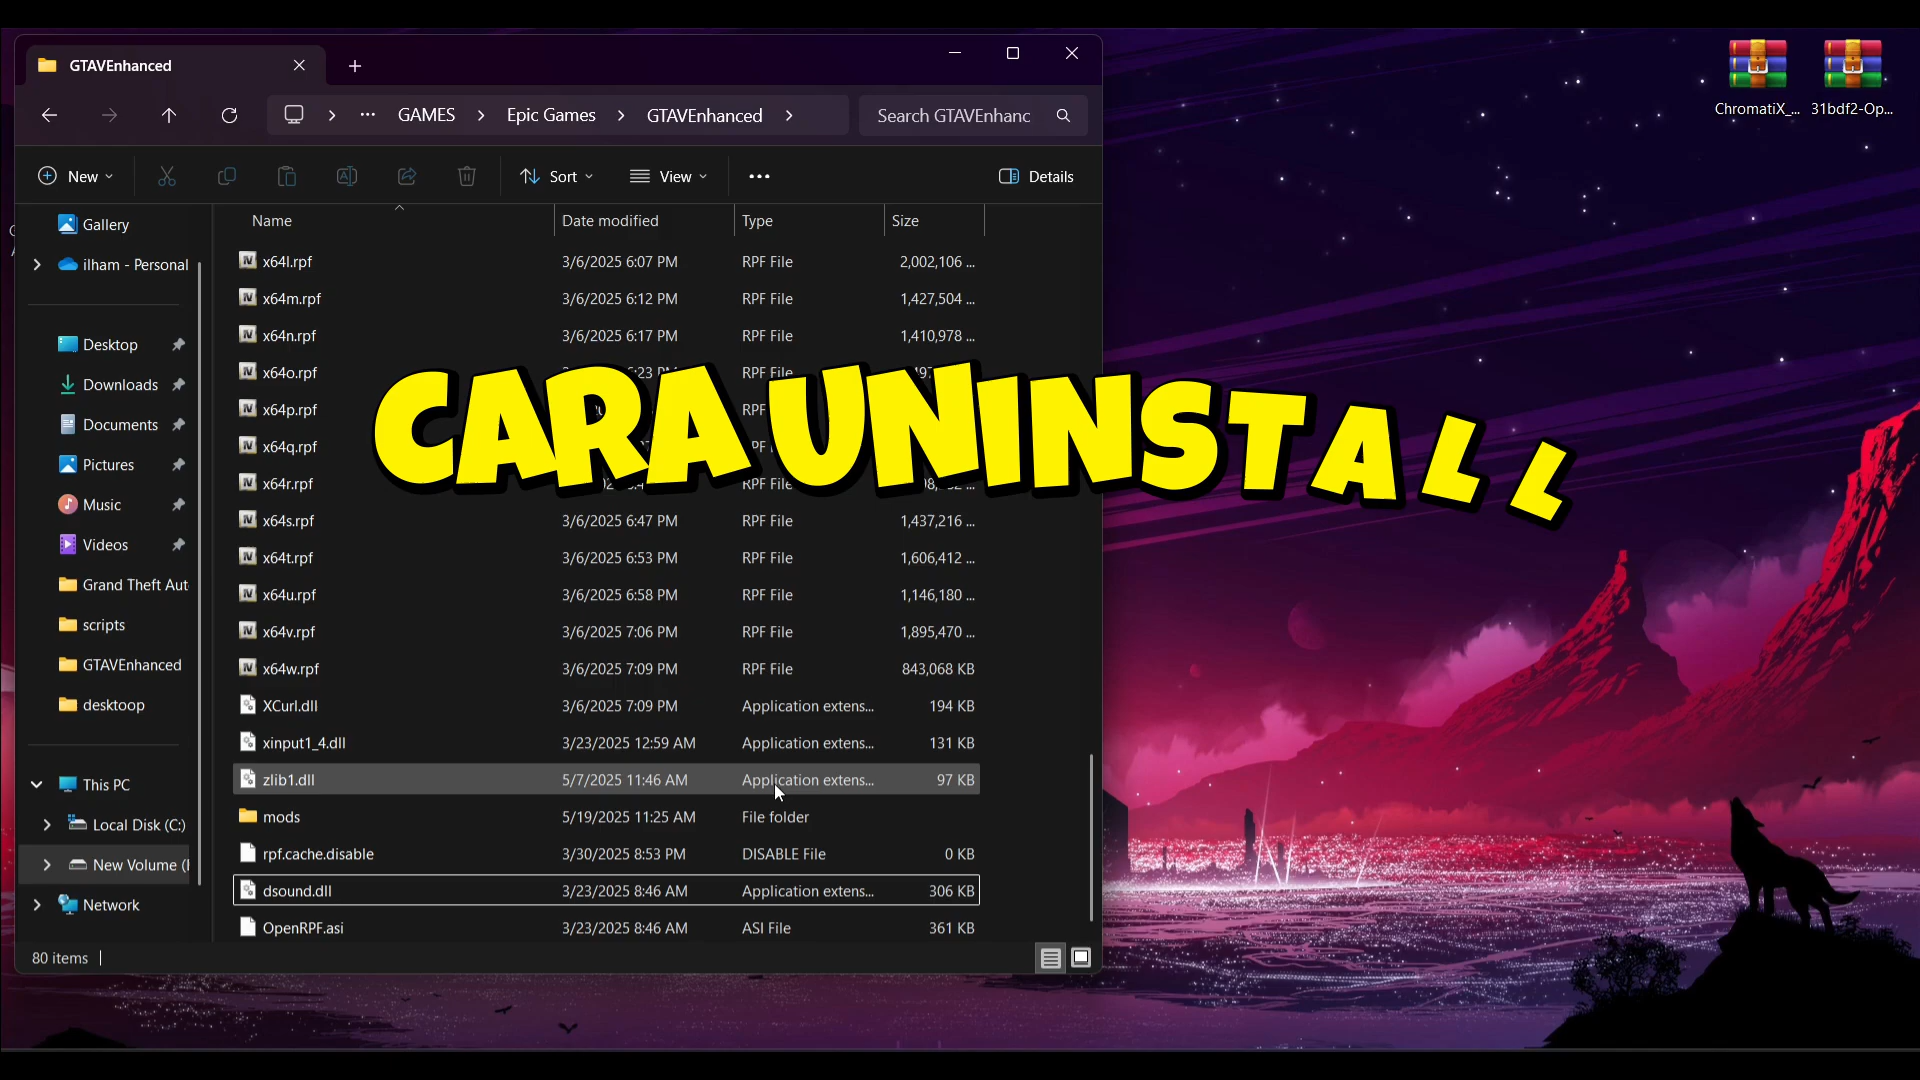 GTAVEnhanced
GAMES Epic Games GTAVEnhanced Search GTAVEnhanc
New Sort View Details
Name Date modified Type Size
Gallery
ilham - Personal
Desktop
Downloads
Documents
Pictures
Music
Videos
Grand Theft Aut
scripts
GTAVEnhanced
desktoop
This PC
Local Disk (C:)
New Volume (
Network
x64l.rpf 3/6/2025 6:07 PM RPF File 2,002,106 ...
x64m.rpf 3/6/2025 6:12 PM RPF File 1,427,504 ...
x64n.rpf 3/6/2025 6:17 PM RPF File 1,410,978 ...
x64o.rpf
x64p.rpf
x64q.rpf
x64r.rpf
x64s.rpf 3/6/2025 6:47 PM RPF File 1,437,216 ...
x64t.rpf 3/6/2025 6:53 PM RPF File 1,606,412 ...
x64u.rpf 3/6/2025 6:58 PM RPF File 1,146,180 ...
x64v.rpf 3/6/2025 7:06 PM RPF File 1,895,470 ...
x64w.rpf 3/6/2025 7:09 PM RPF File 843,068 KB
XCurl.dll 3/6/2025 7:09 PM Application extens... 194 KB
xinput1_4.dll 3/23/2025 12:59 AM Application extens... 131 KB
zlib1.dll 5/7/2025 11:46 AM Application extens... 97 KB
mods 5/19/2025 11:25 AM File folder
rpf.cache.disable 3/30/2025 8:53 PM DISABLE File 0 KB
dsound.dll 3/23/2025 8:46 AM Application extens... 306 KB
OpenRPF.asi 3/23/2025 8:46 AM ASI File 361 KB
80 items
CARA UNINSTALL
ChromatiX_... 31bdf2-Op...